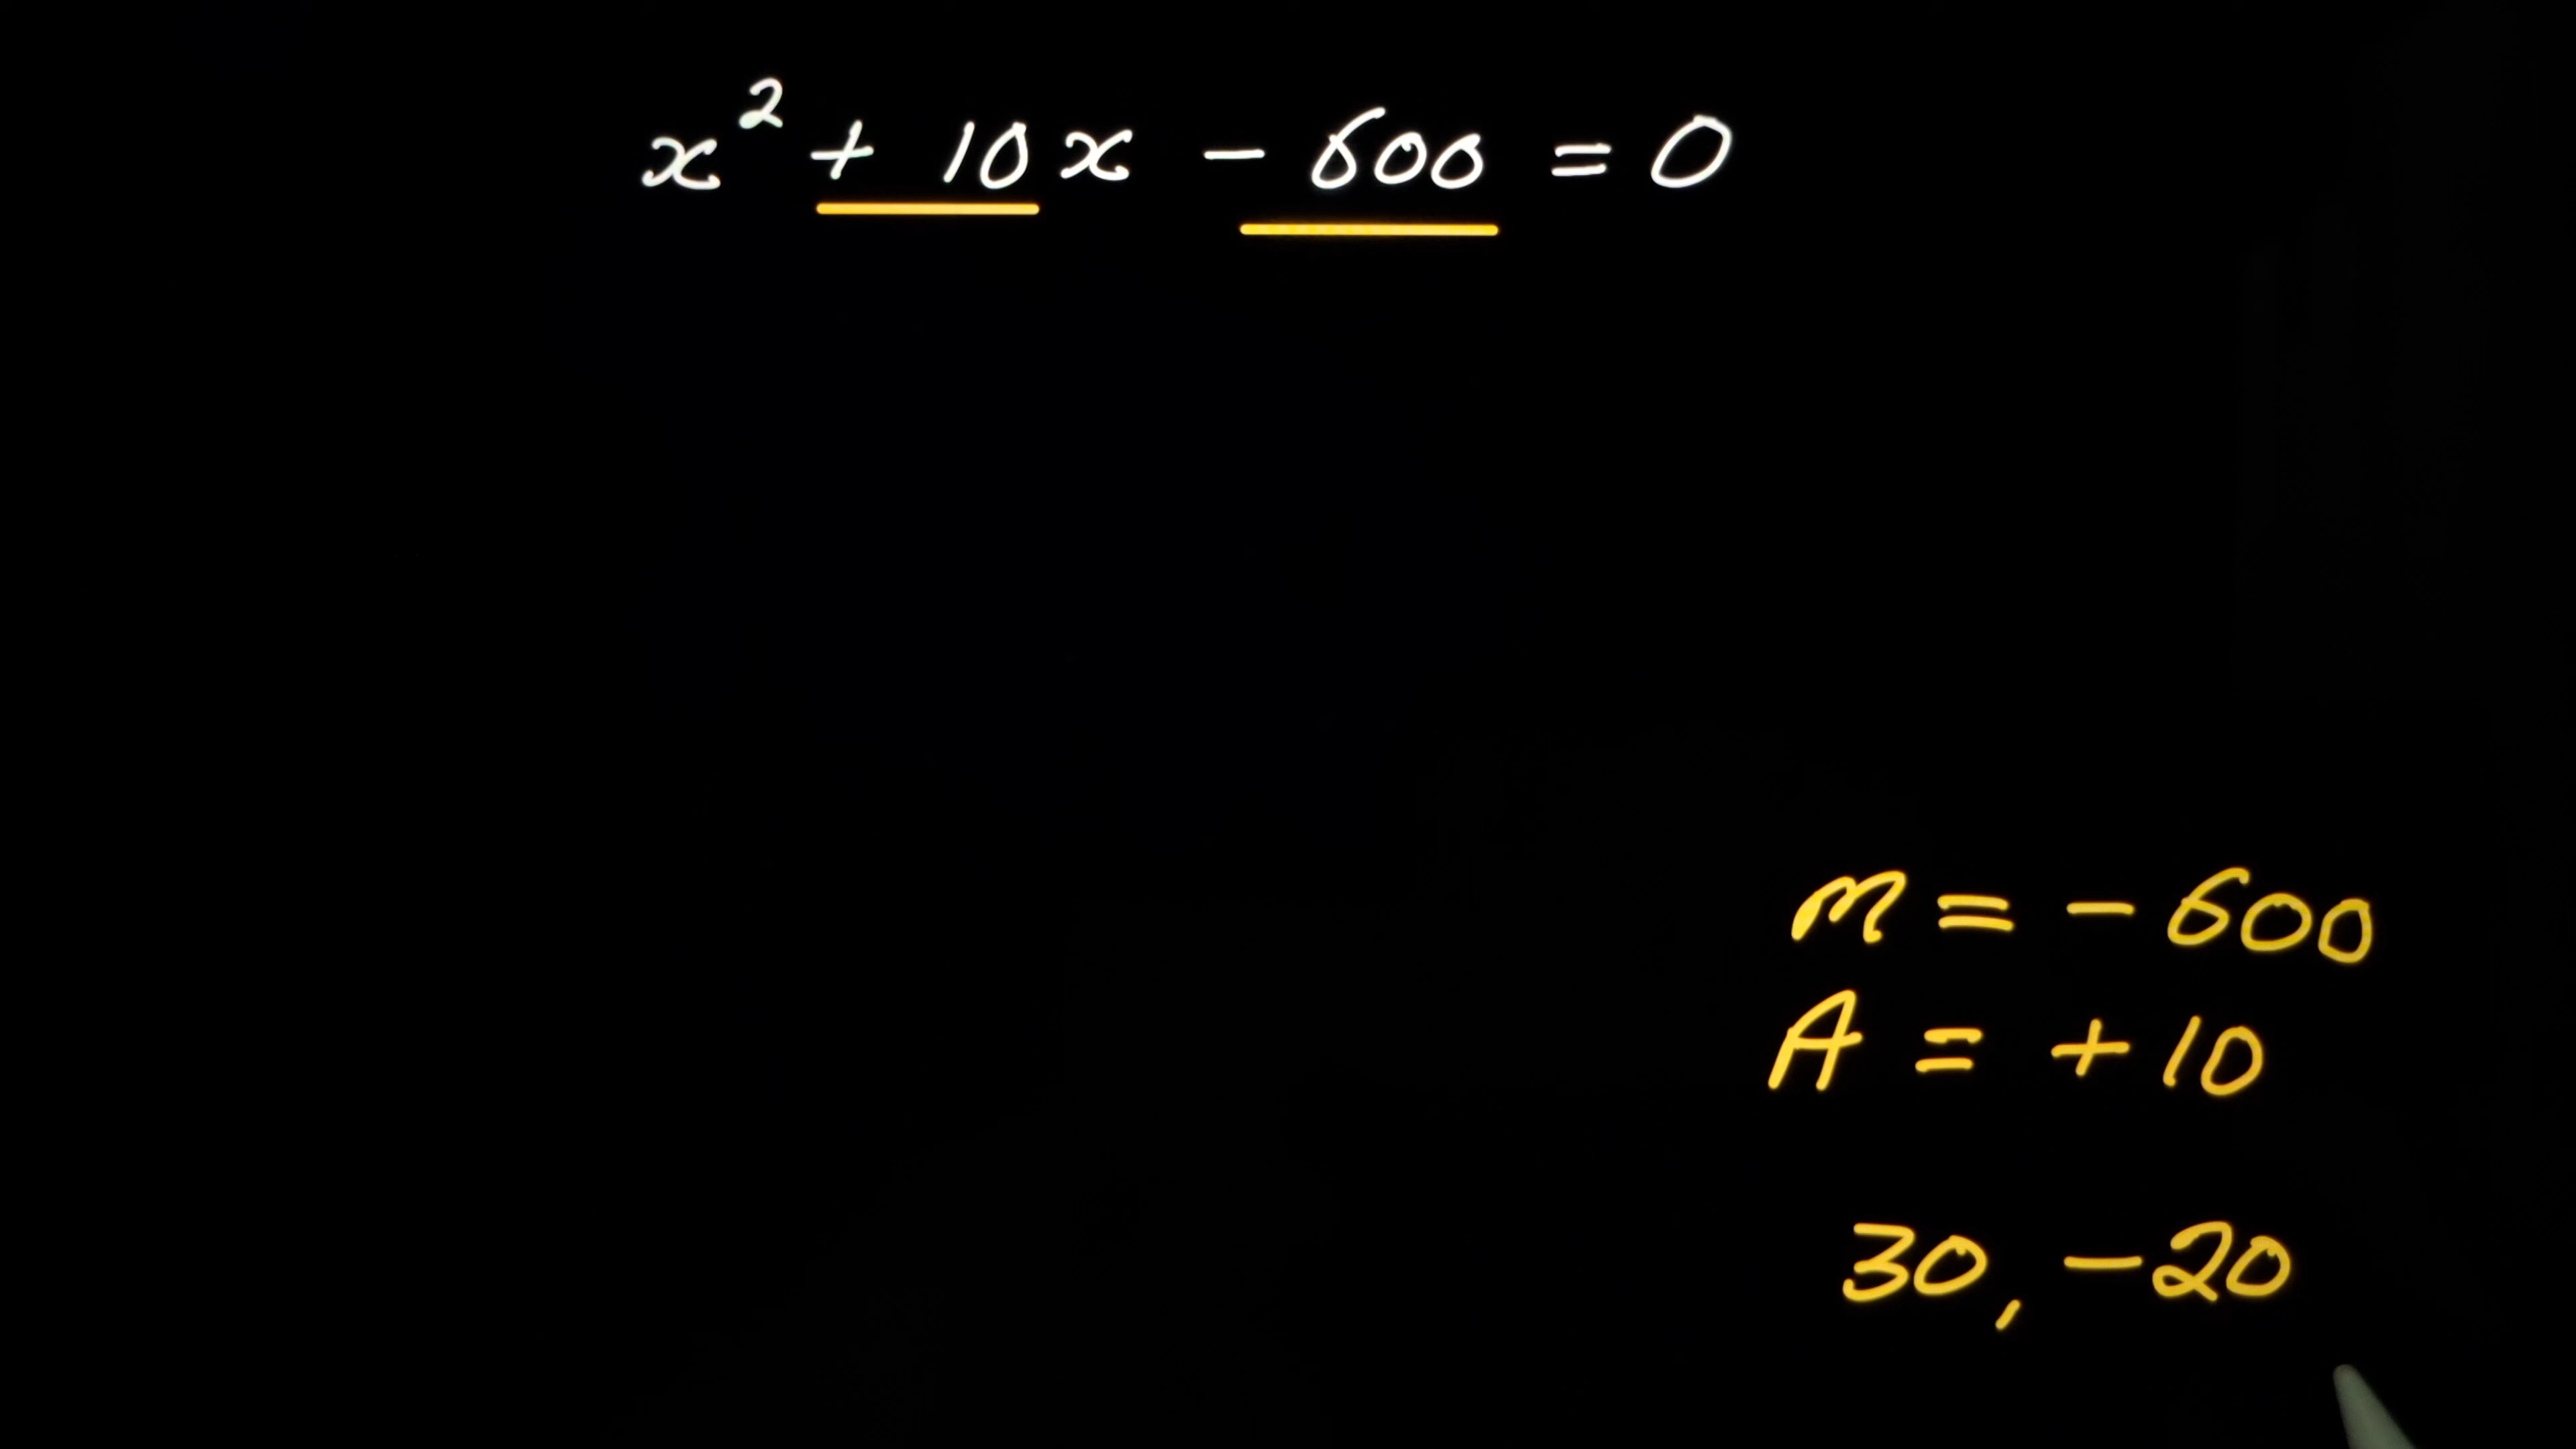 x² + 10x - 600 = 0
m = - 600
A = + 10
30, -20